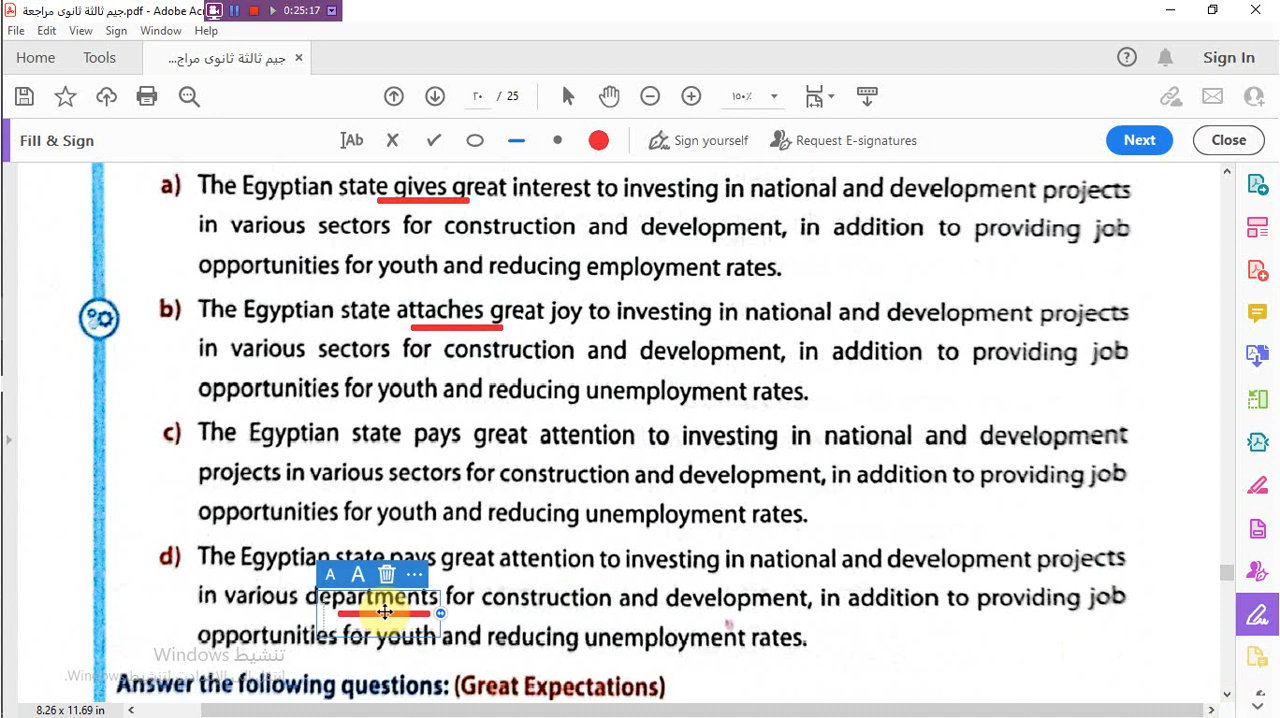 جيم ثالثة ثانوى مراجعة.pdf - Adobe Acr
0:25:17
File Edit View Sign Window Help
Home Tools جيم ثالثة ثانوى مراج... × Sign In
٢٠ / 25 ١٥٠٪
Fill & Sign Ab Sign yourself Request E-signatures Next Close
a) The Egyptian state gives great interest to investing in national and development projects
in various sectors for construction and development, in addition to providing job
opportunities for youth and reducing employment rates.
b) The Egyptian state attaches great joy to investing in national and development projects
in various sectors for construction and development, in addition to providing job
opportunities for youth and reducing unemployment rates.
c) The Egyptian state pays great attention to investing in national and development
projects in various sectors for construction and development, in addition to providing job
opportunities for youth and reducing unemployment rates.
d) The Egyptian state pays great attention to investing in national and development projects
A A ...
in various departments for construction and development, in addition to providing job
opportunities for youth and reducing unemployment rates.
تنشيط Windows
Answer the following questions: (Great Expectations)
8.26 x 11.69 in